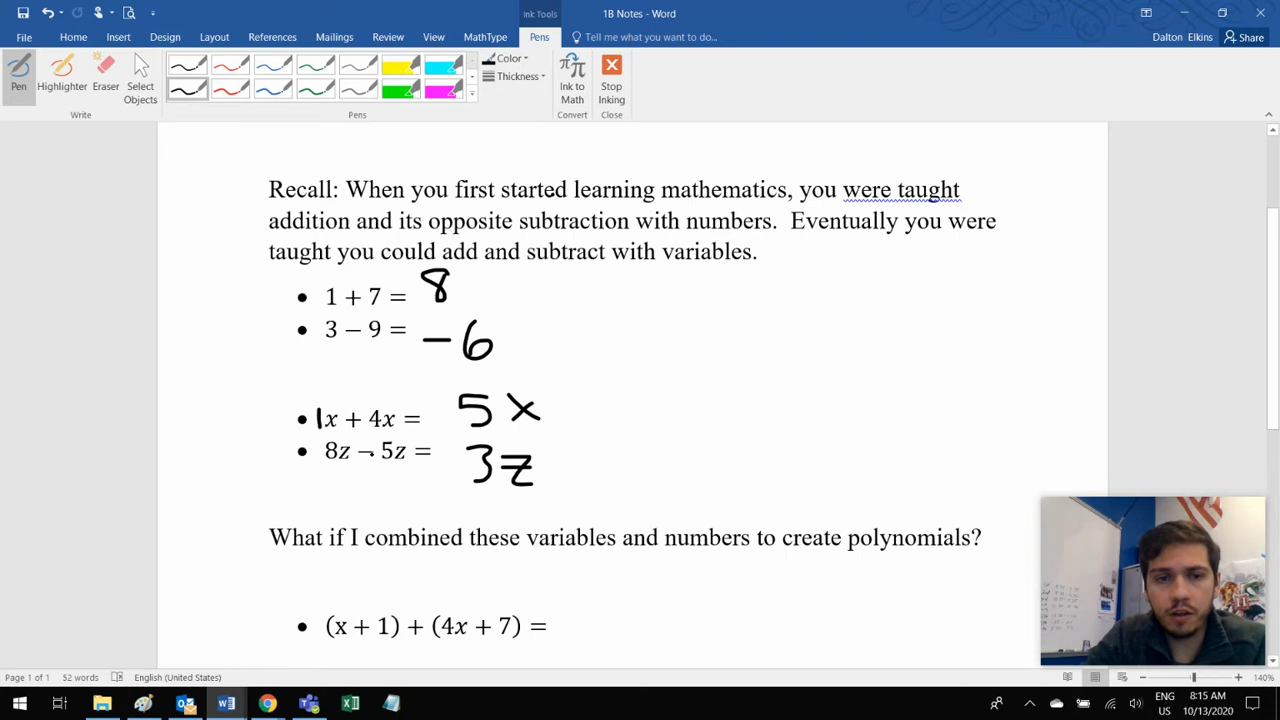 Ink Tools
1B Notes - Word
File Home Insert Design Layout References Mailings Review View MathType Pens Tell me what you want to do...
Dalton Elkins Share
Pen Highlighter Eraser Select Objects
Color
Thickness
Ink to Math
Stop Inking
Write Pens Convert Close
Recall: When you first started learning mathematics, you were taught
addition and its opposite subtraction with numbers. Eventually you were
taught you could add and subtract with variables.
• 1 + 7 = 8
• 3 − 9 = −6
• 1x + 4x = 5x
• 8z − 5z = 3z
What if I combined these variables and numbers to create polynomials?
• (x + 1) + (4x + 7) =
Page 1 of 1 52 words English (United States) 140%
ENG 8:15 AM
US 10/13/2020